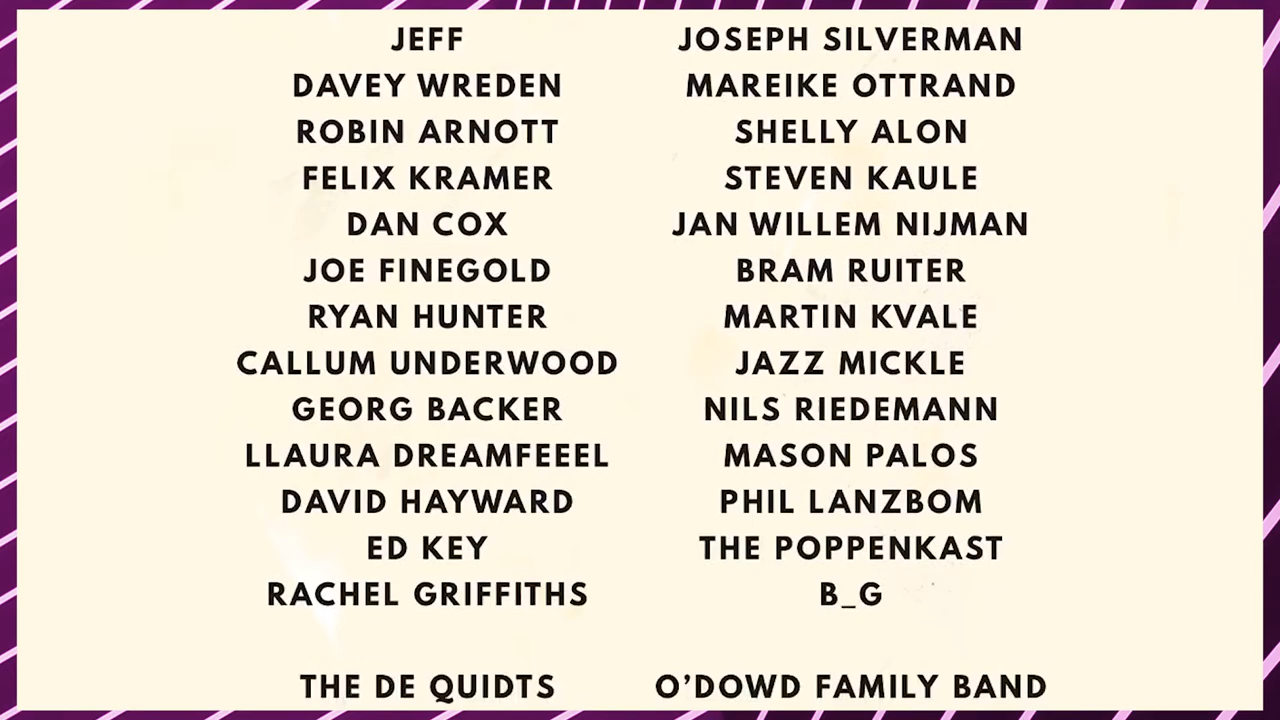 JEFF
JOSEPH SILVERMAN
DAVEY WREDEN
MAREIKE OTTRAND
ROBIN ARNOTT
SHELLY ALON
FELIX KRAMER
STEVEN KAULE
DAN COX
JAN WILLEM NIJMAN
JOE FINEGOLD
BRAM RUITER
RYAN HUNTER
MARTIN KVALE
CALLUM UNDERWOOD
JAZZ MICKLE
GEORG BACKER
NILS RIEDEMANN
LLAURA DREAMFEEEL
MASON PALOS
DAVID HAYWARD
PHIL LANZBOM
ED KEY
THE POPPENKAST
RACHEL GRIFFITHS
B_G
THE DE QUIDTS
O’DOWD FAMILY BAND